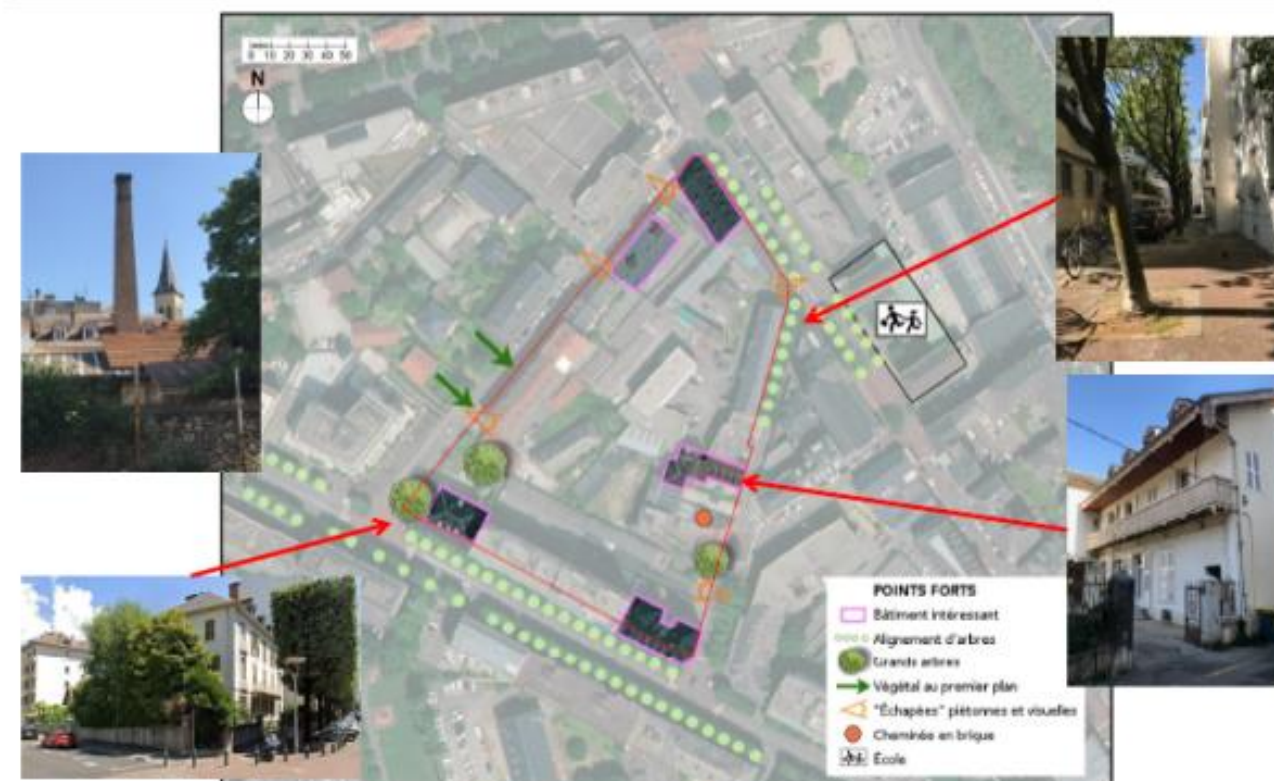 0 10 20 30 40 50
N
POINTS FORTS
Bâtiment intéressant
Alignement d'arbres
Grands arbres
Végétal au premier plan
"Échapées" piétonnes et visuelles
Cheminée en brique
École